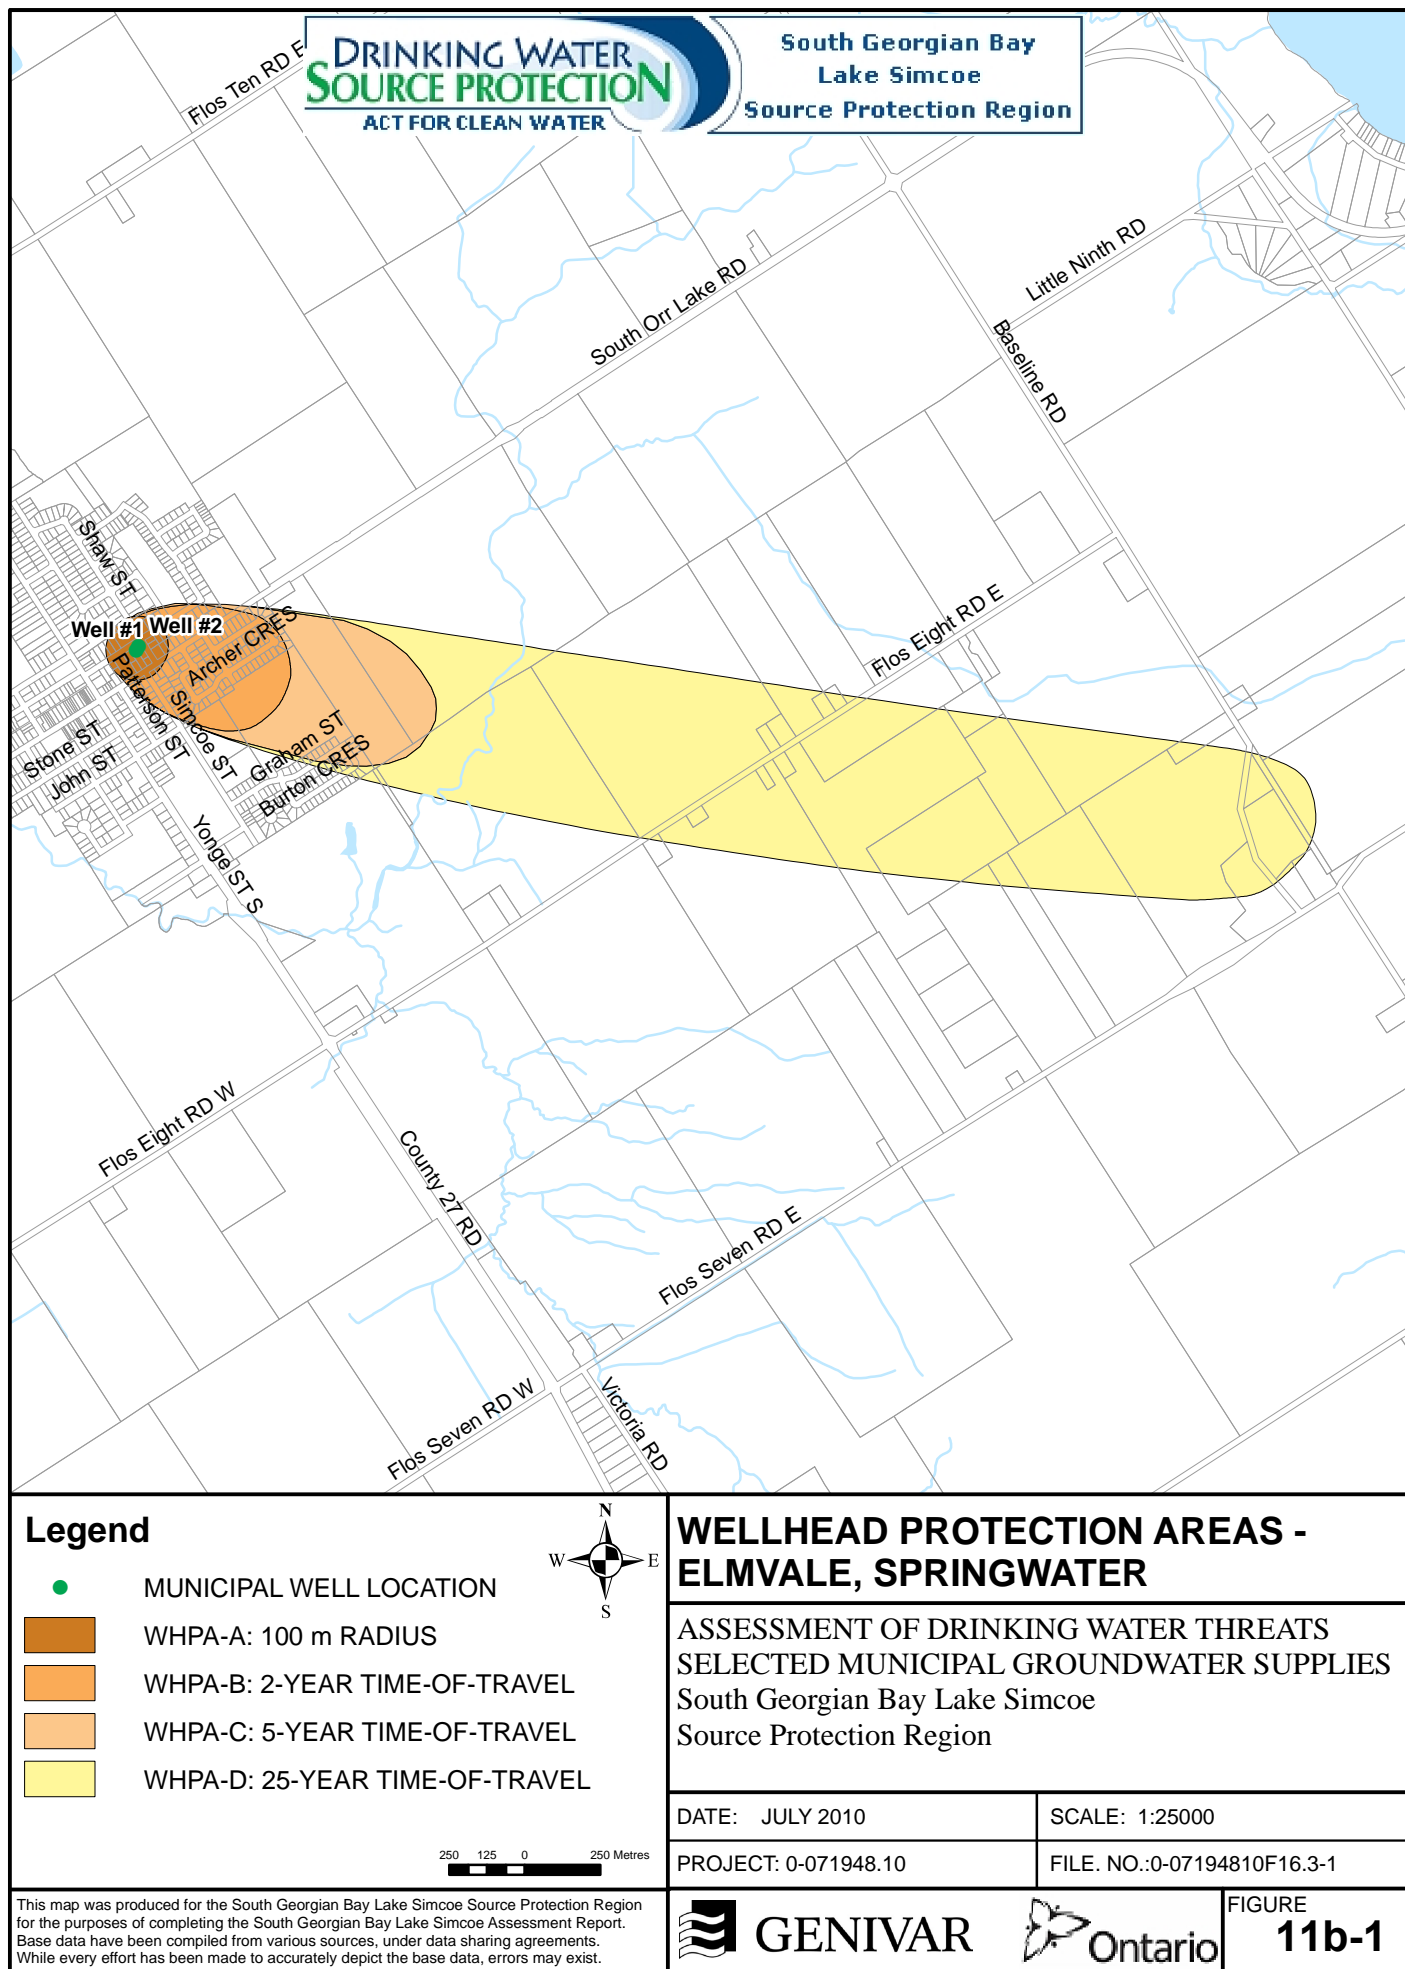 DRINKING WATER
SOURCE PROTECTION
ACT FOR CLEAN WATER
South Georgian Bay
Lake Simcoe
Source Protection Region
Flos Ten RD E
Little Ninth RD
South Orr Lake RD
Baseline RD
Shaw ST
Flos Eight RD E
Archer CRES
Well #1
Well #2
Patterson ST
Simcoe ST
Graham ST
Burton CRES
Stone ST
John ST
Yonge ST S
Flos Eight RD W
County 27 RD
Flos Seven RD E
Victoria RD
Flos Seven RD W
Legend
N
W
E
S
MUNICIPAL WELL LOCATION
WHPA-A: 100 m RADIUS
WHPA-B: 2-YEAR TIME-OF-TRAVEL
WHPA-C: 5-YEAR TIME-OF-TRAVEL
WHPA-D: 25-YEAR TIME-OF-TRAVEL
250 125 0 250 Metres
WELLHEAD PROTECTION AREAS -
ELMVALE, SPRINGWATER
ASSESSMENT OF DRINKING WATER THREATS
SELECTED MUNICIPAL GROUNDWATER SUPPLIES
South Georgian Bay Lake Simcoe
Source Protection Region
DATE: JULY 2010
SCALE: 1:25000
PROJECT: 0-071948.10
FILE. NO.:0-07194810F16.3-1
This map was produced for the South Georgian Bay Lake Simcoe Source Protection Region
for the purposes of completing the South Georgian Bay Lake Simcoe Assessment Report.
Base data have been compiled from various sources, under data sharing agreements.
While every effort has been made to accurately depict the base data, errors may exist.
GENIVAR
Ontario
FIGURE
11b-1